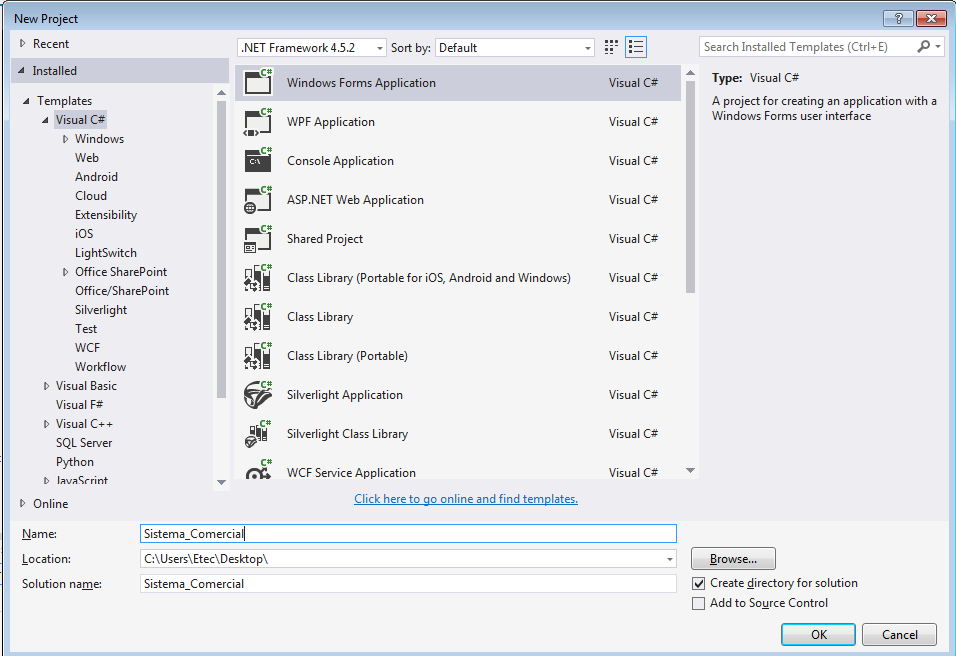 New Project
Recent
Installed
Templates
Visual C#
Windows
Web
Android
Cloud
Extensibility
iOS
LightSwitch
Office SharePoint
Office/SharePoint
Silverlight
Test
WCF
Workflow
Visual Basic
Visual F#
Visual C++
SQL Server
Python
JavaScript
Online
.NET Framework 4.5.2 Sort by: Default
Windows Forms Application Visual C#
WPF Application Visual C#
Console Application Visual C#
ASP.NET Web Application Visual C#
Shared Project Visual C#
Class Library (Portable for iOS, Android and Windows) Visual C#
Class Library Visual C#
Class Library (Portable) Visual C#
Silverlight Application Visual C#
Silverlight Class Library Visual C#
WCF Service Application Visual C#
Click here to go online and find templates.
Search Installed Templates (Ctrl+E)
Type: Visual C#
A project for creating an application with a
Windows Forms user interface
Name: Sistema_Comercial
Location: C:\Users\Etec\Desktop\
Browse...
Solution name: Sistema_Comercial
Create directory for solution
Add to Source Control
OK Cancel